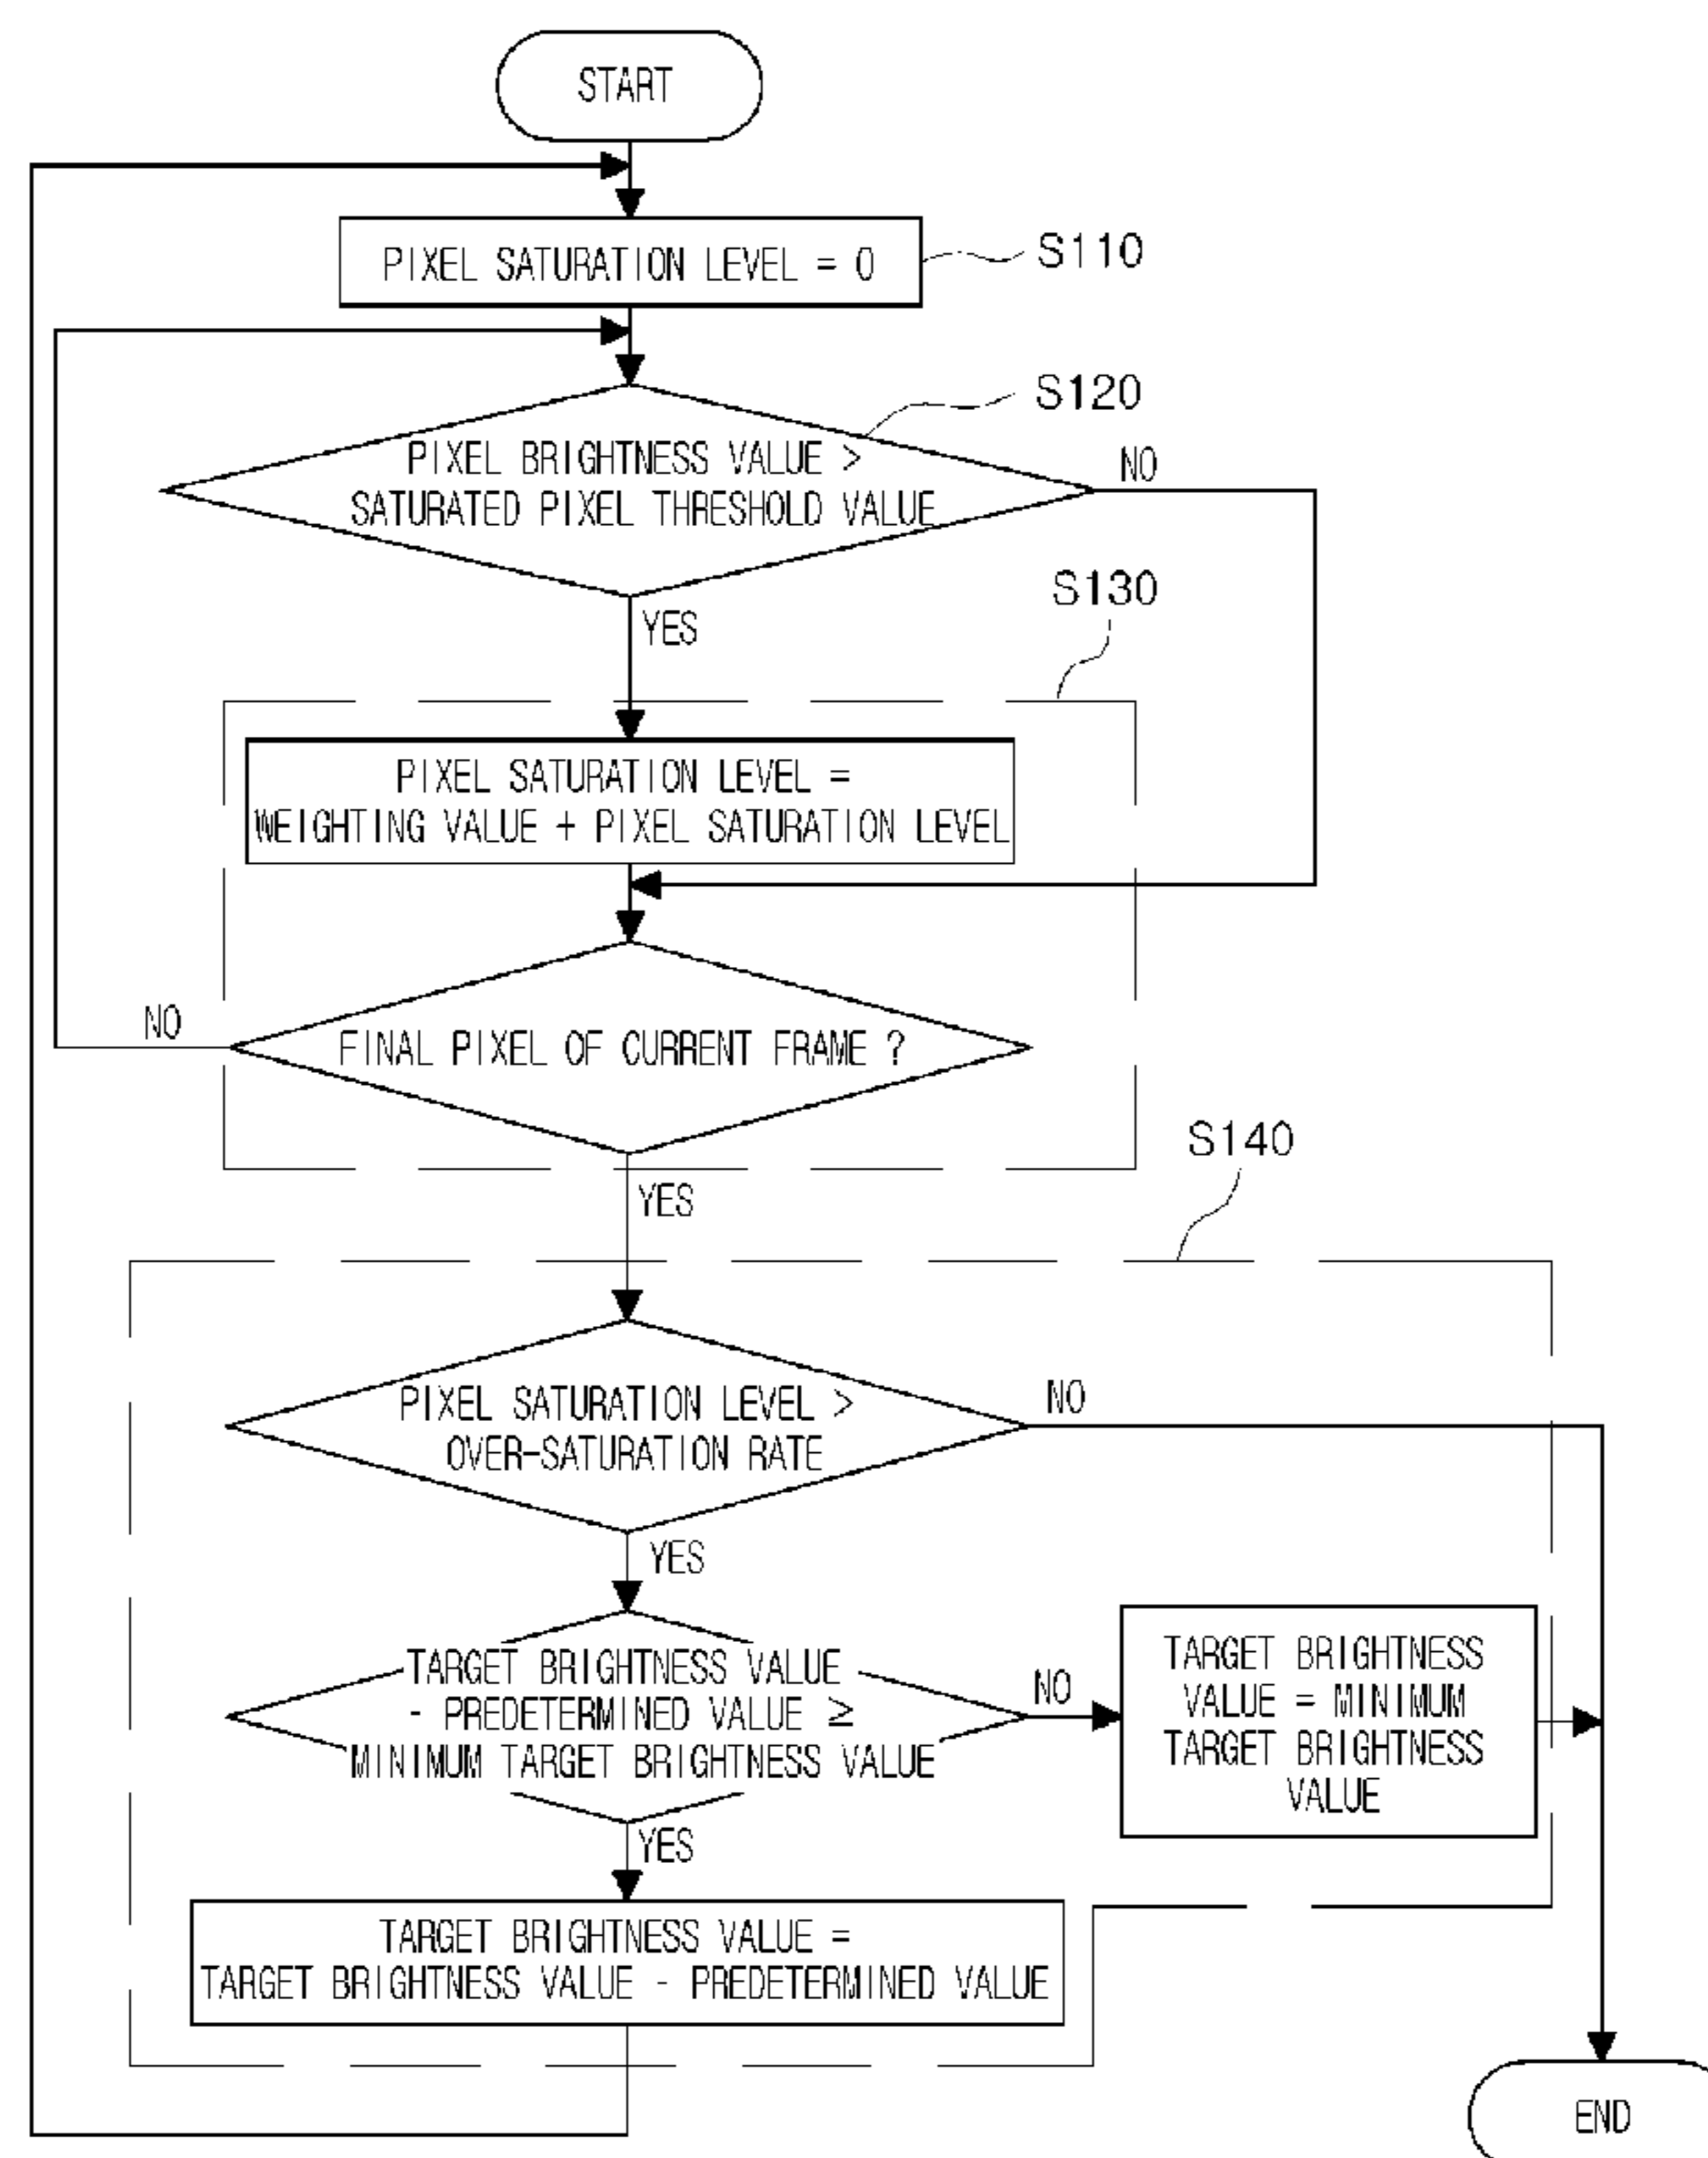 START
PIXEL SATURATION LEVEL = 0
S110
S120
PIXEL BRIGHTNESS VALUE >
SATURATED PIXEL THRESHOLD VALUE
NO
YES
S130
PIXEL SATURATION LEVEL =
WEIGHTING VALUE + PIXEL SATURATION LEVEL
FINAL PIXEL OF CURRENT FRAME ?
NO
YES
S140
PIXEL SATURATION LEVEL >
OVER-SATURATION RATE
NO
YES
TARGET BRIGHTNESS VALUE
- PREDETERMINED VALUE ≥
MINIMUM TARGET BRIGHTNESS VALUE
NO
TARGET BRIGHTNESS
VALUE = MINIMUM
TARGET BRIGHTNESS
VALUE
YES
TARGET BRIGHTNESS VALUE =
TARGET BRIGHTNESS VALUE - PREDETERMINED VALUE
END